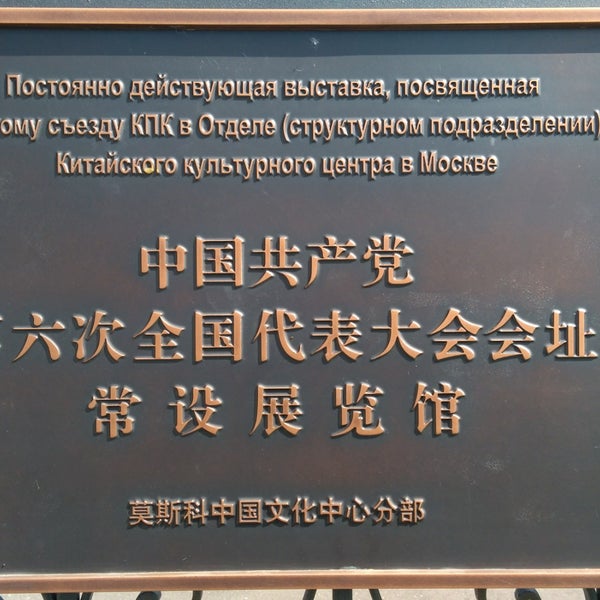 Постоянно действующая выставка, посвященная
съезду КПК в Отделе (структурном подразделении)
Китайского культурного центра в Москве
中国共产党
六次全国代表大会会址
常设展览馆
莫斯科中国文化中心分部